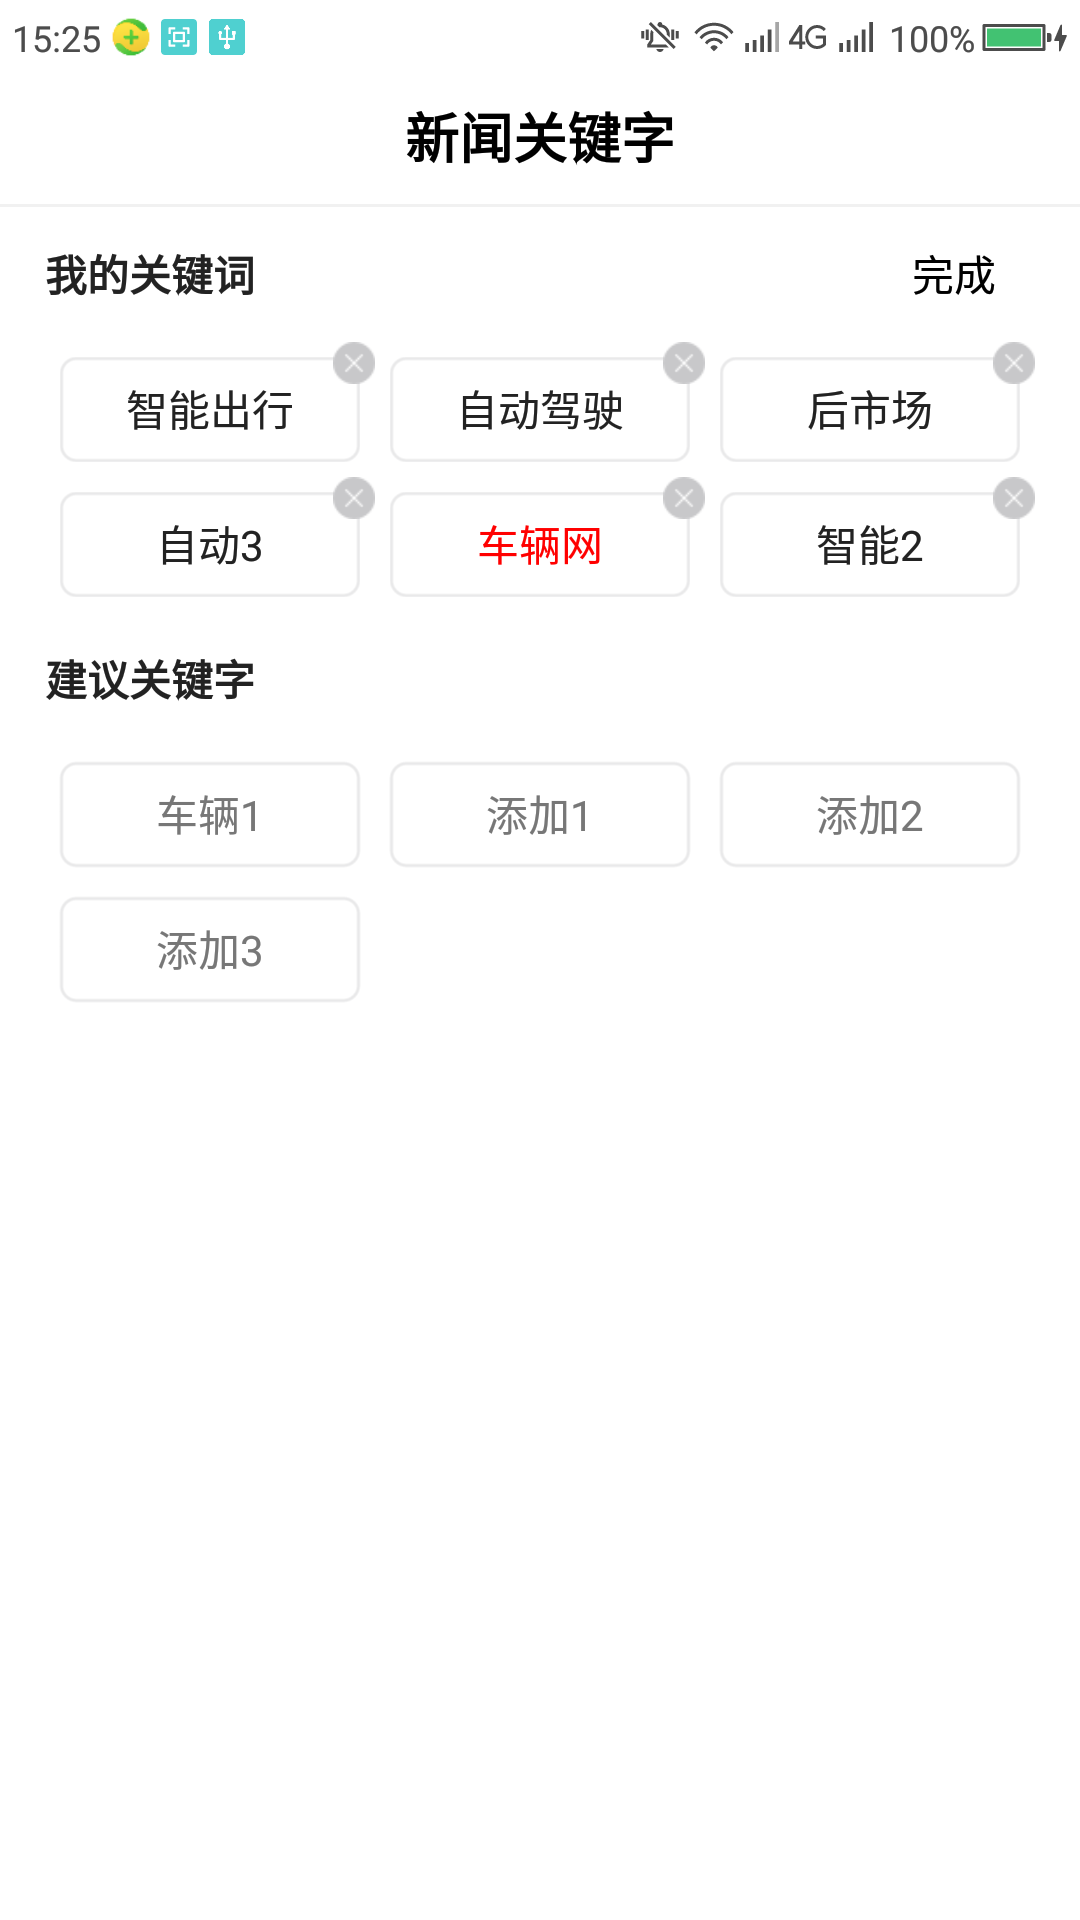 15:25 4G 100%
新闻关键字
我的关键词 完成
智能出行 自动驾驶 后市场
自动3 车辆网 智能2
建议关键字
车辆1 添加1 添加2
添加3